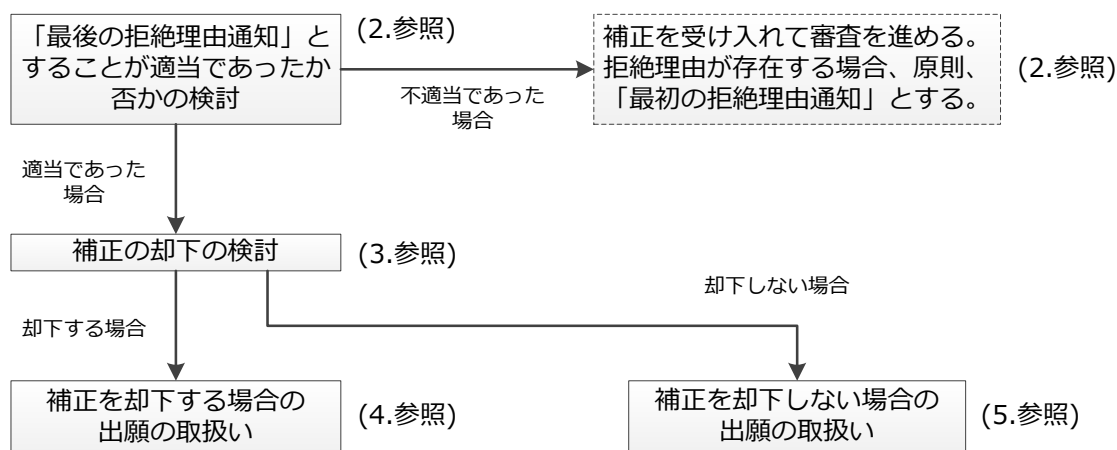 「最後の拒絶理由通知」と
することが適当であったか
否かの検討
(2.参照)
補正を受け入れて審査を進める。
拒絶理由が存在する場合、原則、
「最初の拒絶理由通知」とする。
(2.参照)
不適当であった
場合
適当であった
場合
補正の却下の検討
(3.参照)
却下しない場合
却下する場合
補正を却下する場合の
出願の取扱い
(4.参照)
補正を却下しない場合の
出願の取扱い
(5.参照)